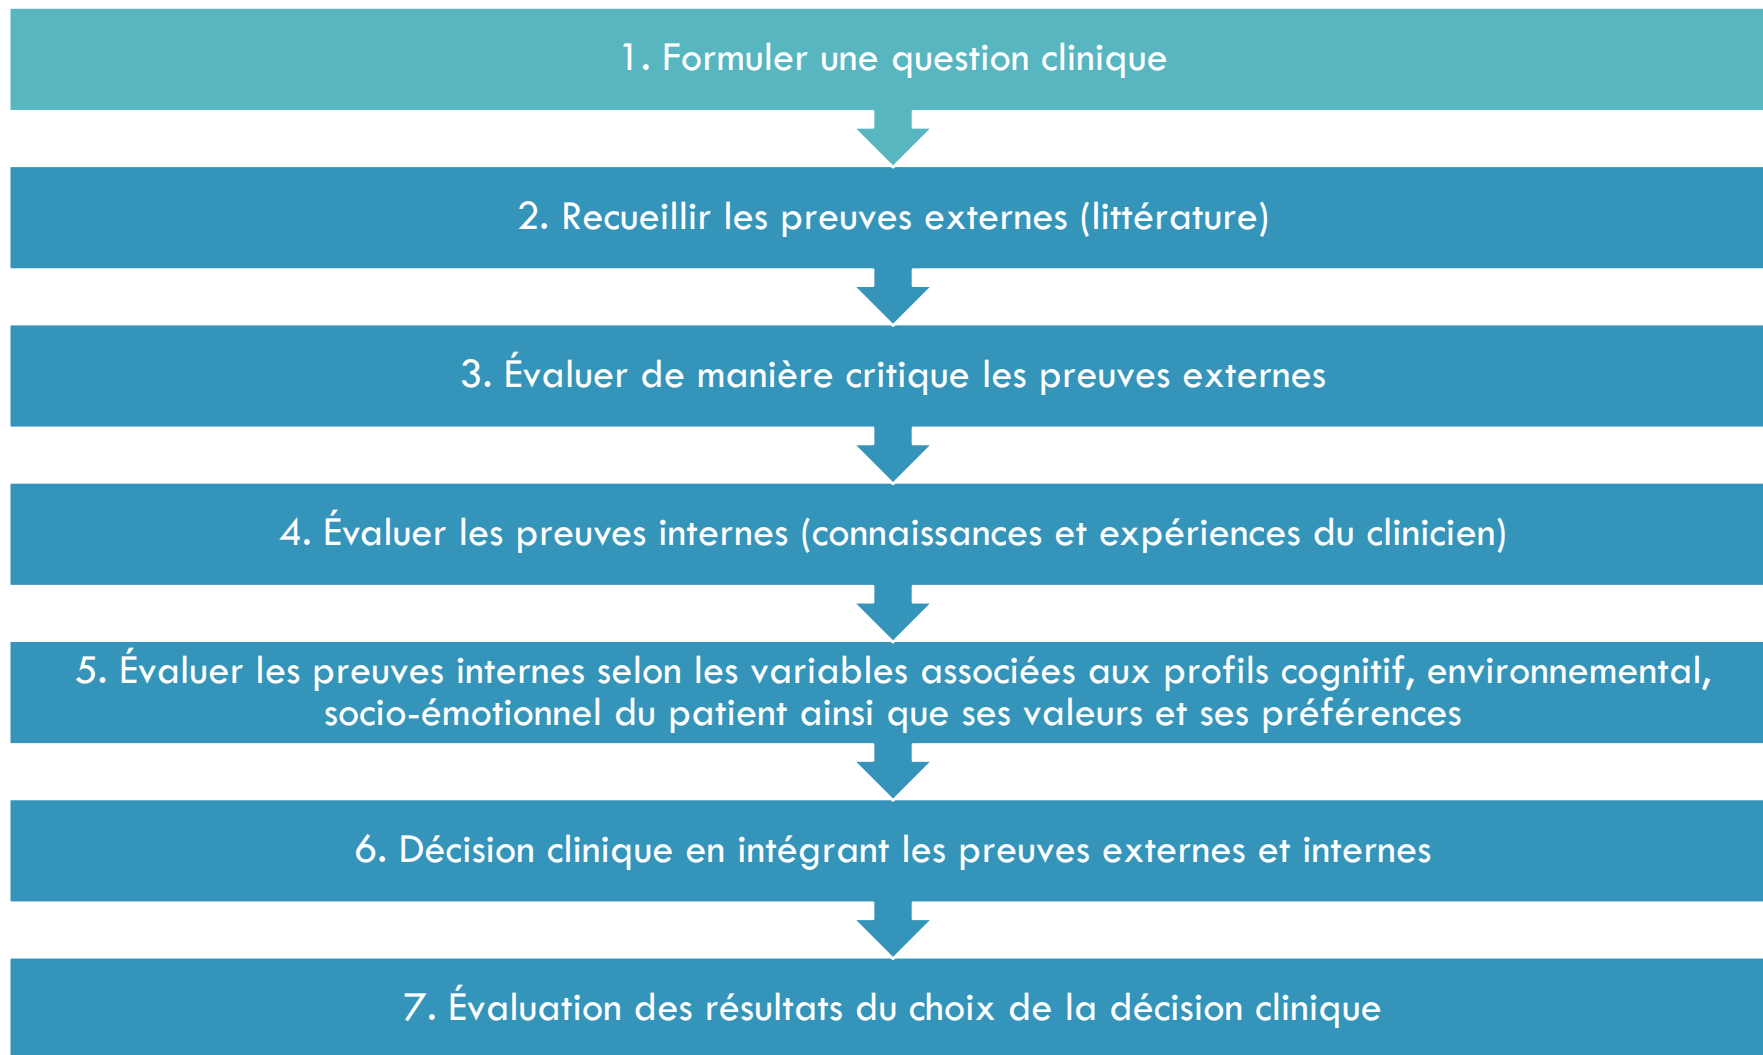 1. Formuler une question clinique
2. Recueillir les preuves externes (littérature)
3. Évaluer de manière critique les preuves externes
4. Évaluer les preuves internes (connaissances et expériences du clinicien)
5. Évaluer les preuves internes selon les variables associées aux profils cognitif, environnemental,
socio-émotionnel du patient ainsi que ses valeurs et ses préférences
6. Décision clinique en intégrant les preuves externes et internes
7. Évaluation des résultats du choix de la décision clinique